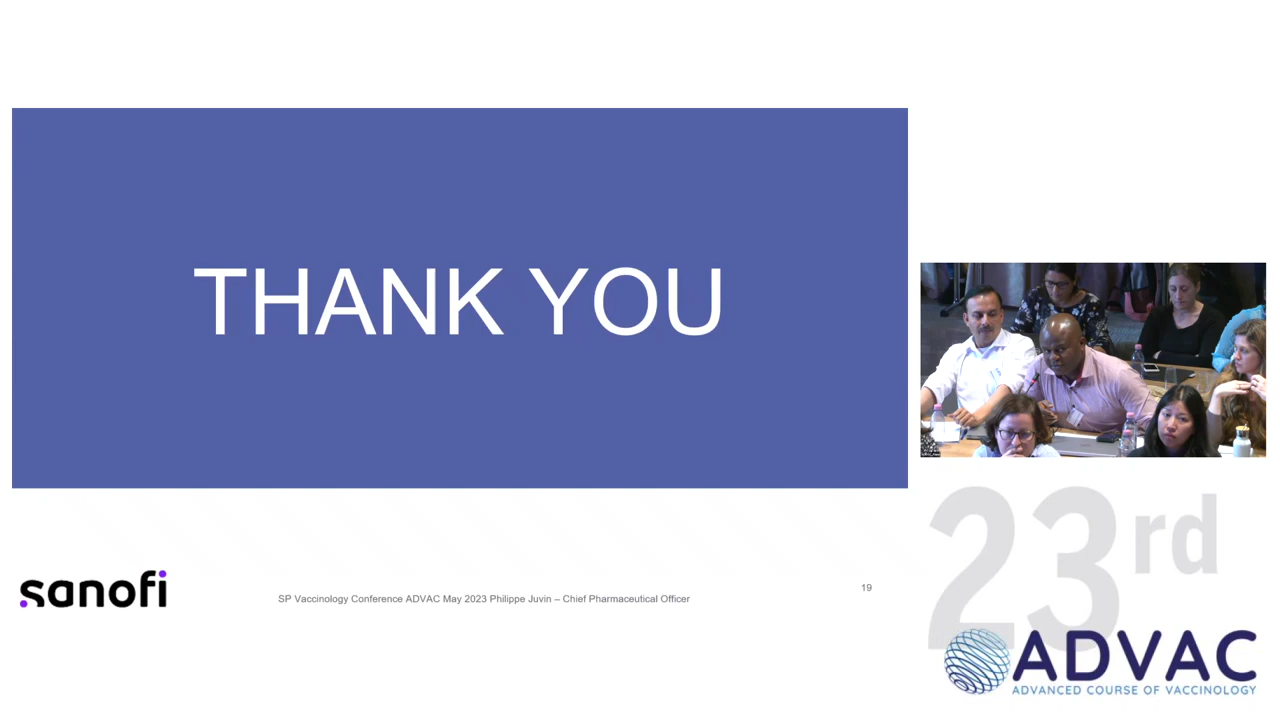 THANK YOU
sanofi
SP Vaccinology Conference ADVAC May 2023 Philippe Juvin – Chief Pharmaceutical Officer
19
23rd
ADVAC
ADVANCED COURSE OF VACCINOLOGY